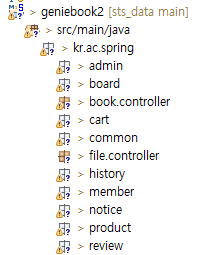 > geniebook2 [sts_data main]
> src/main/java
> kr.ac.spring
> admin
> board
> book.controller
> cart
> common
> file.controller
> history
> member
> notice
> product
> review